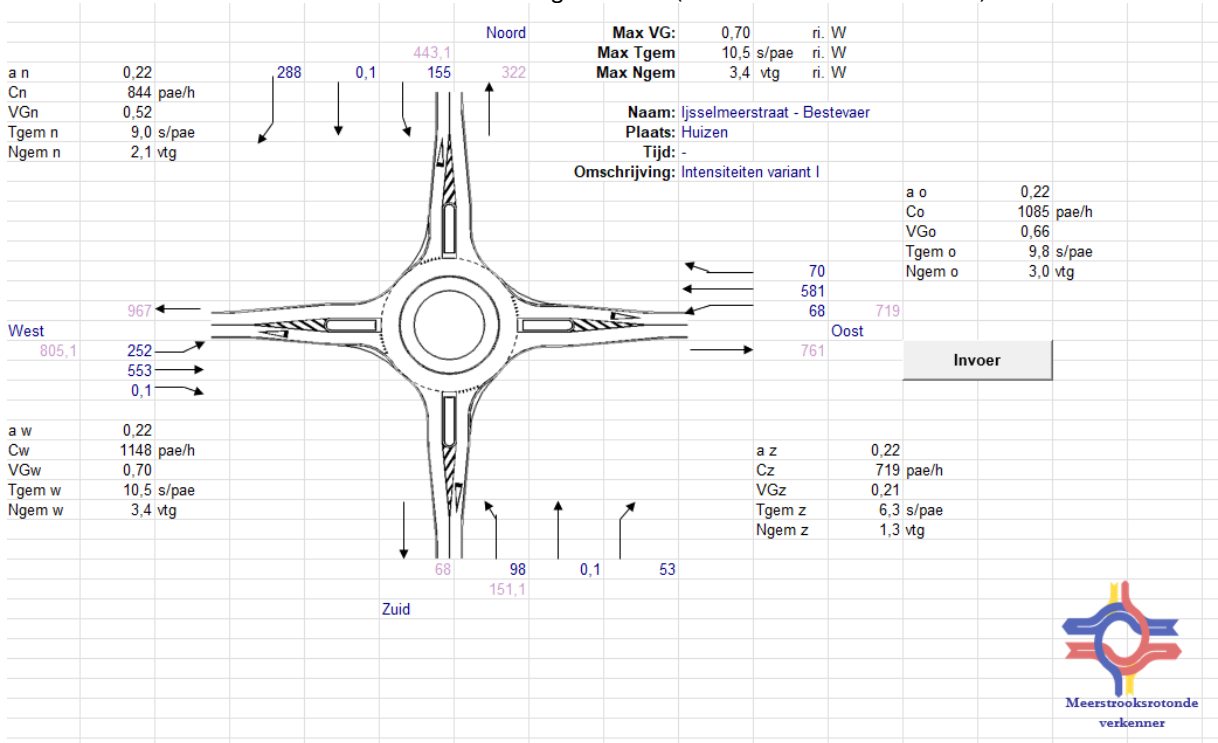 Noord Max VG: 0,70 ri. W
443,1 Max Tgem 10,5 s/pae ri. W
a n 0,22 288 0,1 155 322 Max Ngem 3,4 vtg ri. W
Cn 844 pae/h
VGn 0,52 Naam: Ijsselmeerstraat - Bestevaer
Tgem n 9,0 s/pae Plaats: Huizen
Ngem n 2,1 vtg Tijd: -
Omschrijving: Intensiteiten variant I
a o 0,22
Co 1085 pae/h
VGo 0,66
Tgem o 9,8 s/pae
70 Ngem o 3,0 vtg
581
967 68 719
West Oost
805,1 252 761
553 Invoer
0,1
a w 0,22
Cw 1148 pae/h a z 0,22
VGw 0,70 Cz 719 pae/h
Tgem w 10,5 s/pae VGz 0,21
Ngem w 3,4 vtg Tgem z 6,3 s/pae
Ngem z 1,3 vtg
68 98 0,1 53
151,1
Zuid
Meerstrooksrotonde
verkenner